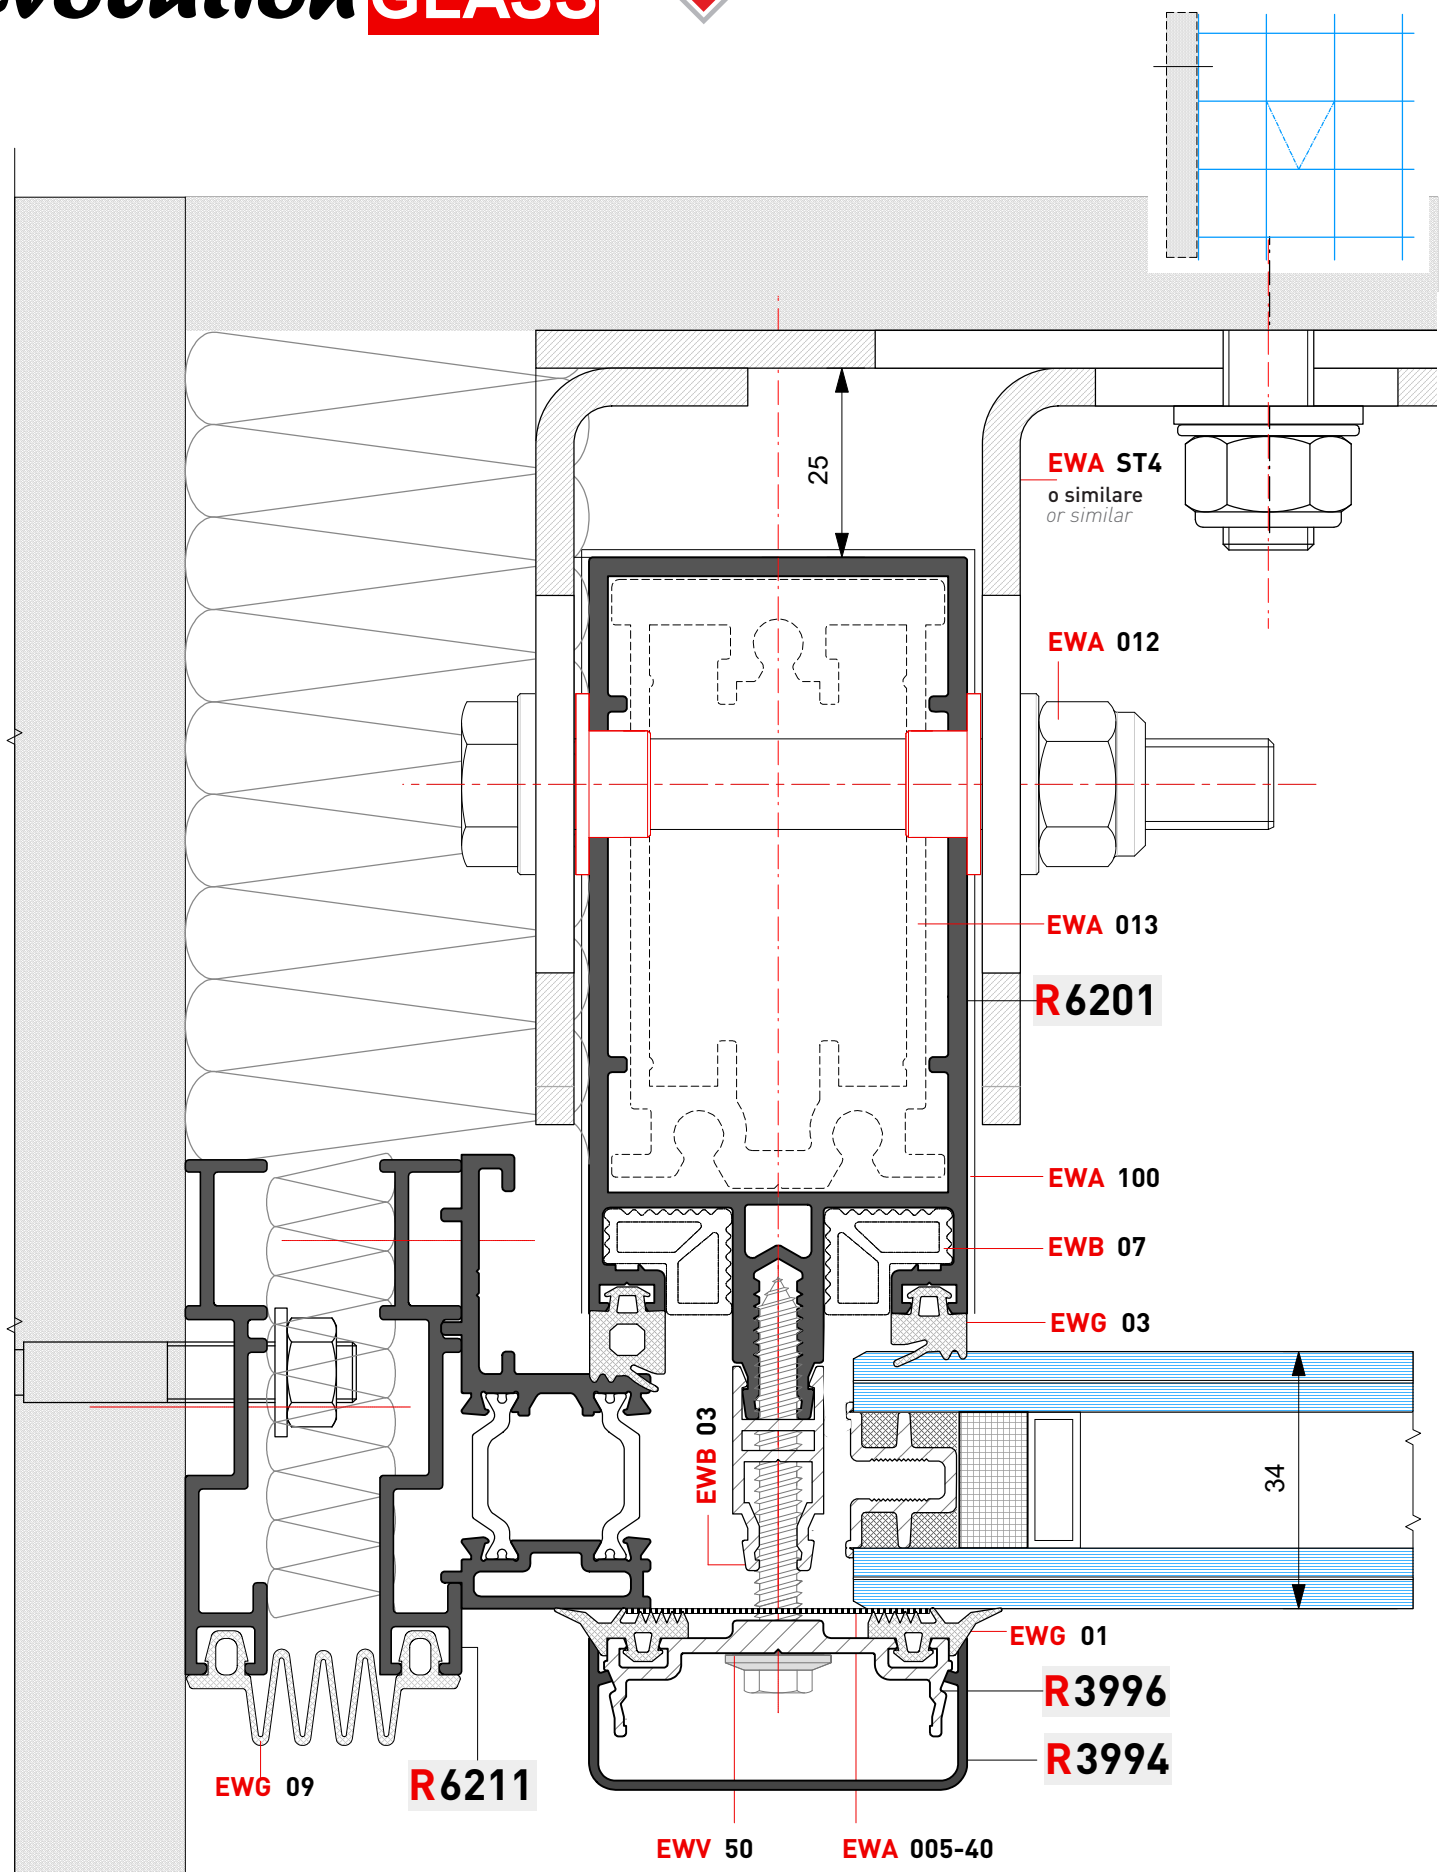 GLASS
25
EWA ST4
o similare
or similar
EWA 012
EWA 013
R6201
EWA 100
EWB 07
EWG 03
EWB 03
34
EWG 01
R3996
R3994
EWG 09
R6211
EWV 50
EWA 005-40